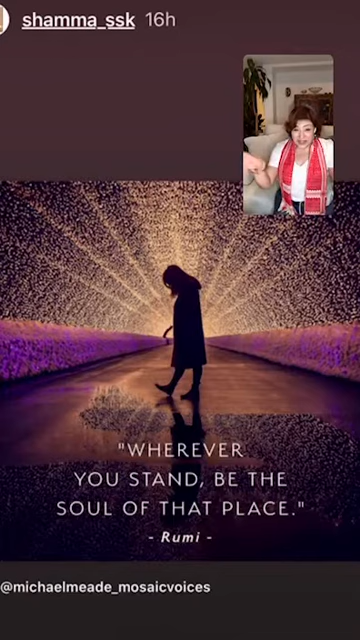 shamma_ssk 16h
"WHEREVER
YOU STAND, BE THE
SOUL OF THAT PLACE."
- Rumi -
@michaelmeade_mosaicvoices